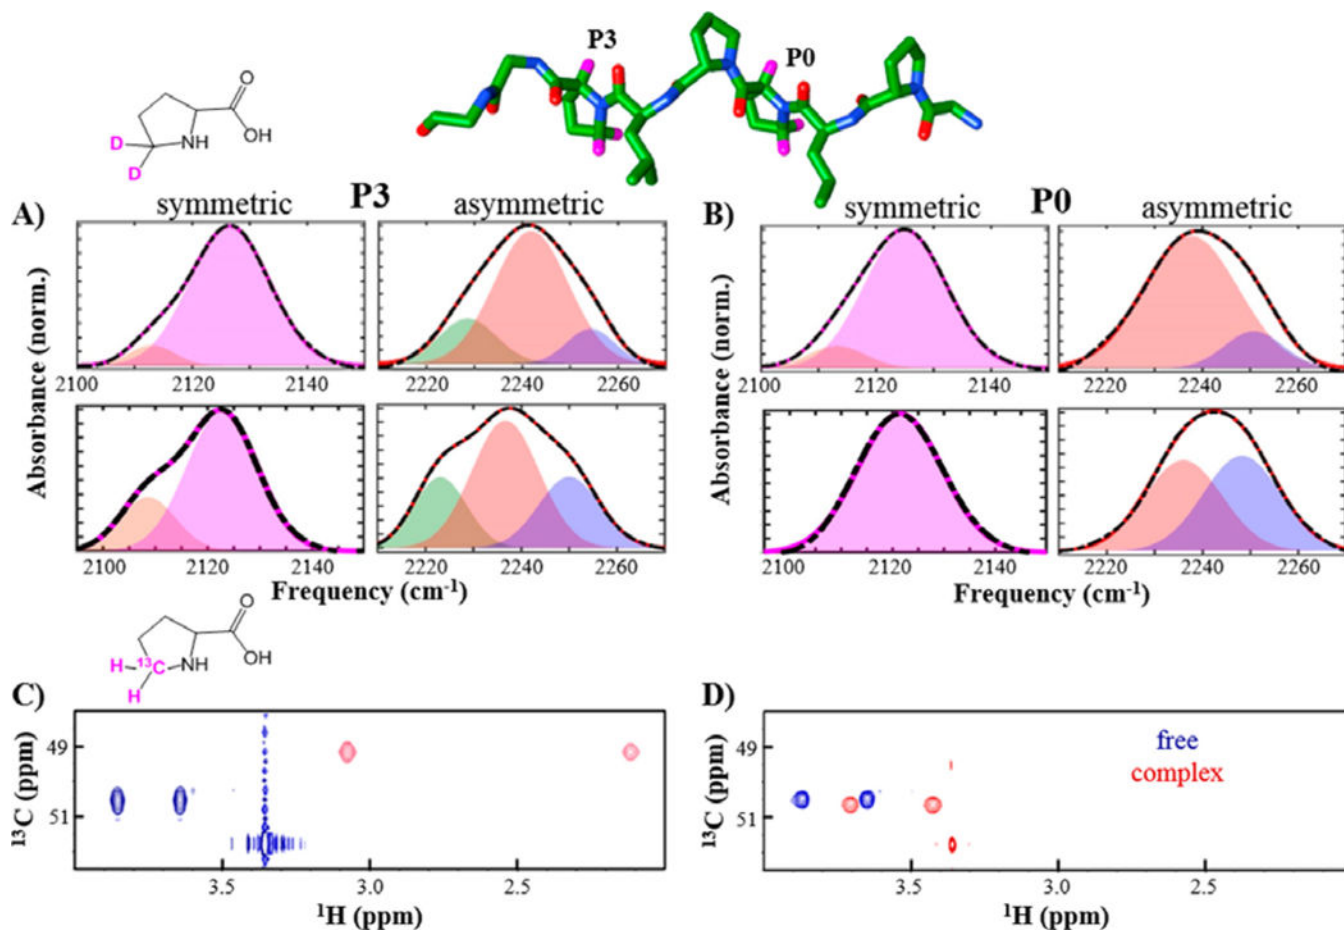 P3
P0
O
OH
NH
D
D
A)
symmetric
P3
asymmetric
B)
symmetric
P0
asymmetric
Absorbance (norm.)
2100 2120 2140
2220 2240 2260
Absorbance (norm.)
2100 2120 2140
2220 2240 2260
2100 2120 2140
2220 2240 2260
2100 2120 2140
2220 2240 2260
Frequency (cm-1)
Frequency (cm-1)
O
H 13C NH OH
H
C)
D)
13C (ppm)
49
51
3.5 3.0 2.5
1H (ppm)
13C (ppm)
49
51
free
complex
3.5 3.0 2.5
1H (ppm)